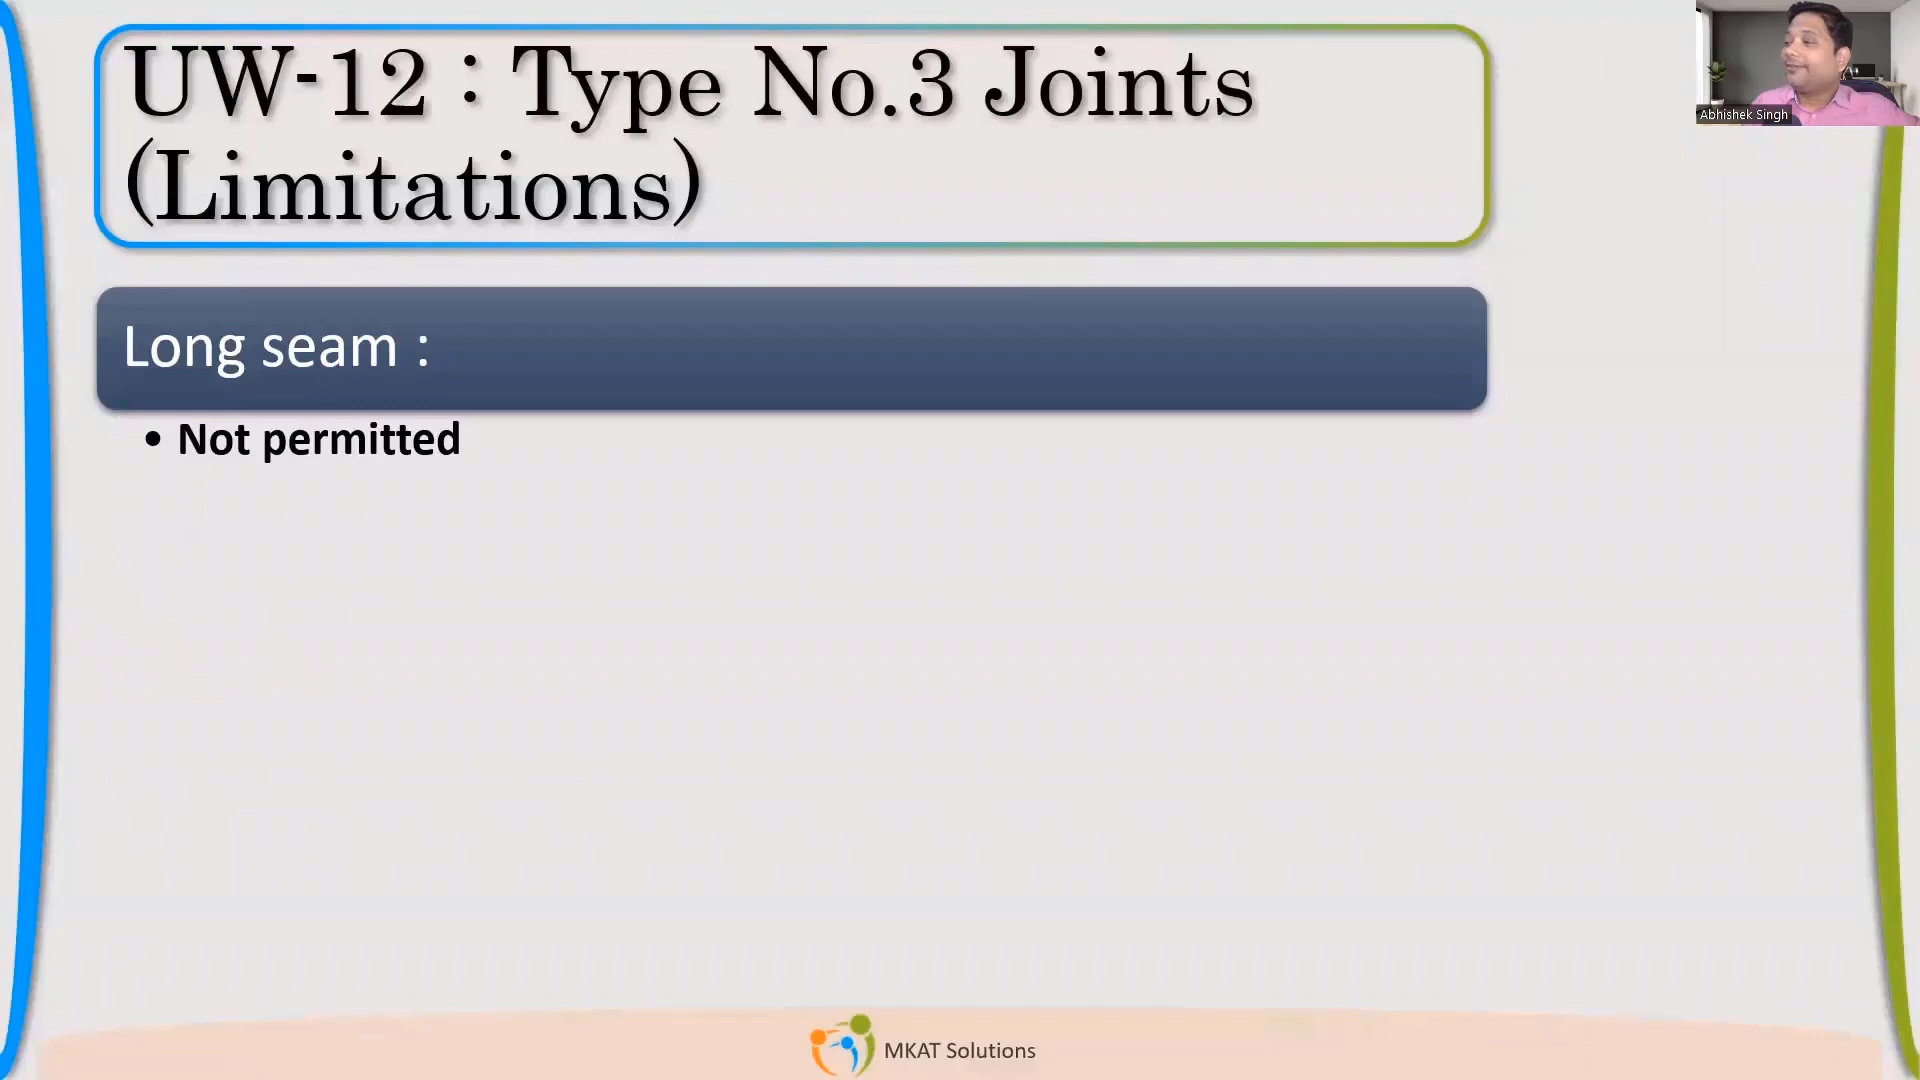 UW-12 : Type No.3 Joints
(Limitations)
Abhishek Singh
Long seam :
• Not permitted
MKAT Solutions